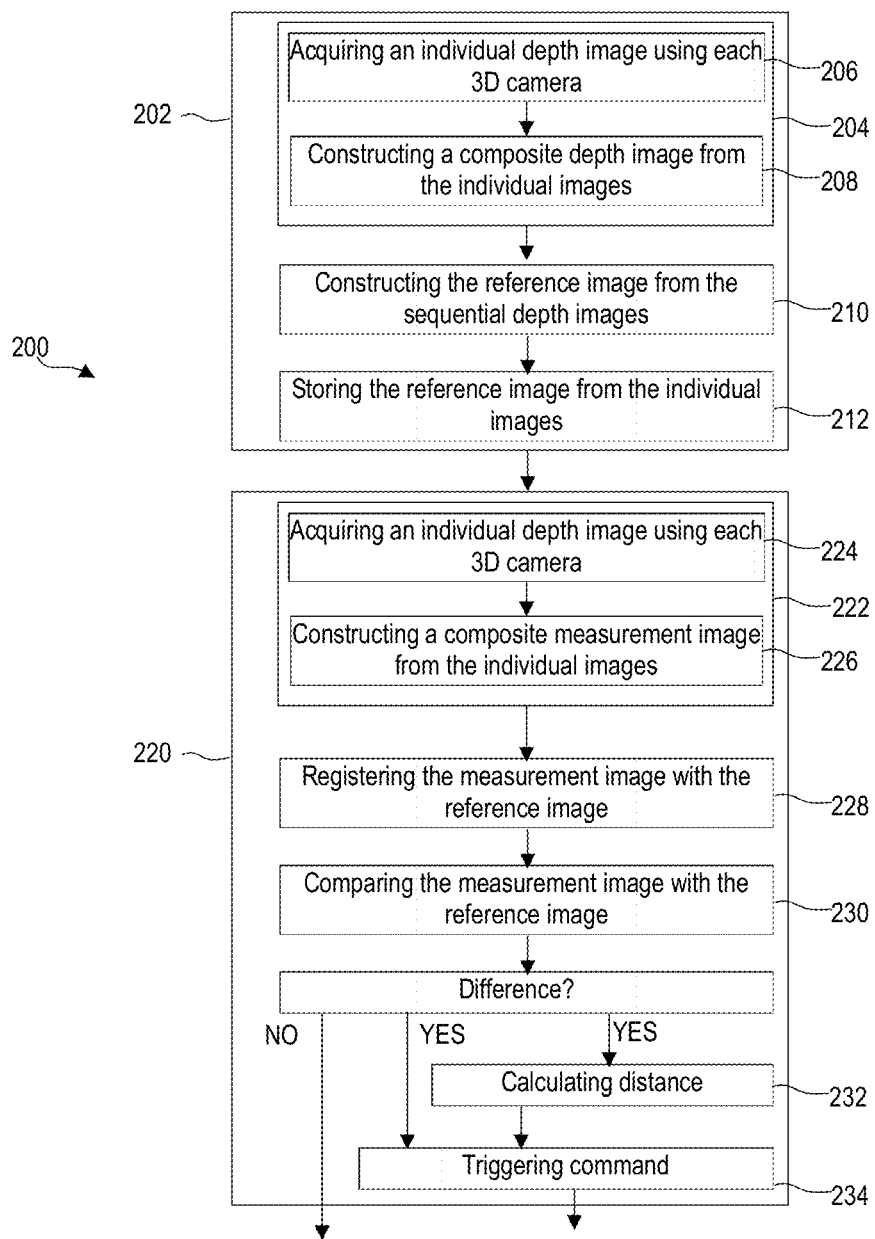 Acquiring an individual depth image using each
3D camera
206
202
204
Constructing a composite depth image from
the individual images
208
Constructing the reference image from the
sequential depth images
210
200
Storing the reference image from the individual
images
212
Acquiring an individual depth image using each
3D camera
224
222
Constructing a composite measurement image
from the individual images
226
220
Registering the measurement image with the
reference image
228
Comparing the measurement image with the
reference image
230
Difference?
NO
YES
YES
Calculating distance
232
Triggering command
234